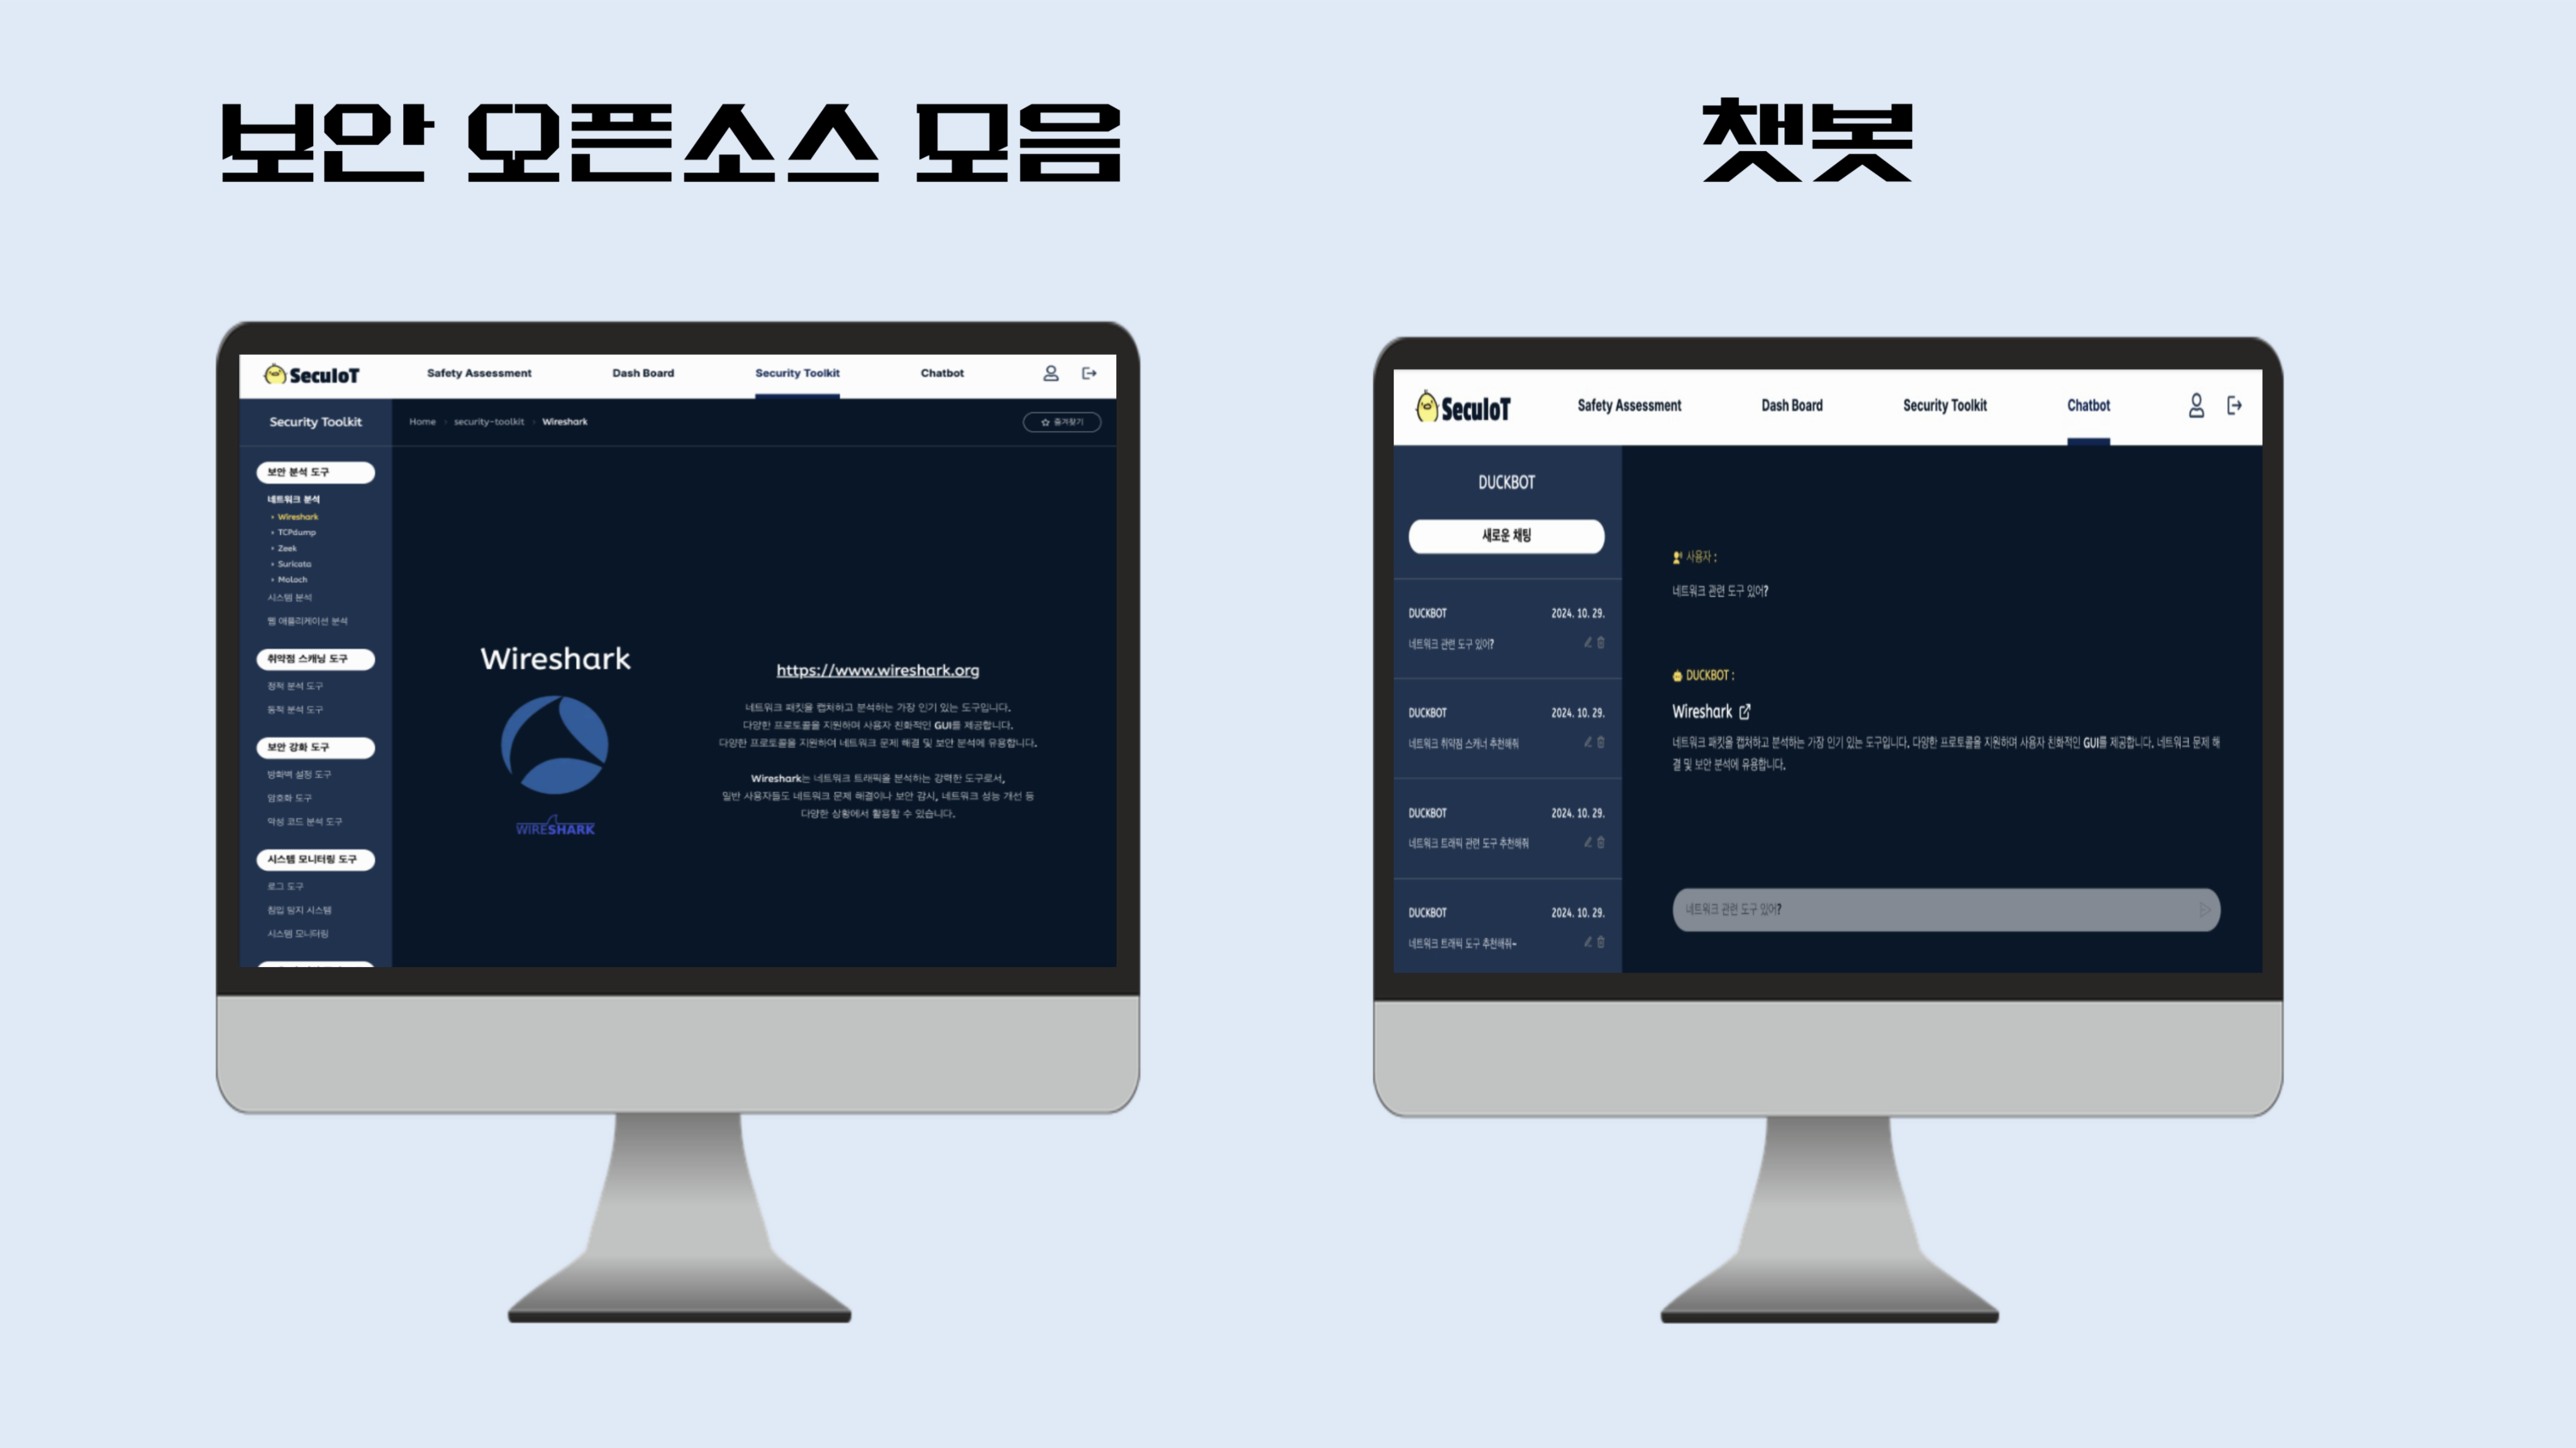 보안 오픈소스 모음
챗봇
SecuIoT
Safety Assessment
Dash Board
Security Toolkit
Chatbot
Security Toolkit
Home › security-toolkit › Wireshark
즐겨찾기
보안 분석 도구
네트워크 분석
Wireshark
TCPdump
Zeek
Suricata
Moloch
시스템 분석
웹 애플리케이션 분석
취약점 스캐닝 도구
정적 분석 도구
동적 분석 도구
보안 강화 도구
방화벽 설정 도구
암호화 도구
악성 코드 분석 도구
시스템 모니터링 도구
로그 도구
침입 탐지 시스템
시스템 모니터링
Wireshark
WIRESHARK
https://www.wireshark.org
네트워크 패킷을 캡처하고 분석하는 가장 인기 있는 도구입니다.
다양한 프로토콜을 지원하며 사용자 친화적인 GUI를 제공합니다.
다양한 프로토콜을 지원하여 네트워크 문제 해결 및 보안 분석에 유용합니다.
Wireshark는 네트워크 트래픽을 분석하는 강력한 도구로서,
일반 사용자들도 네트워크 문제 해결이나 보안 감시, 네트워크 성능 개선 등
다양한 상황에서 활용할 수 있습니다.
SecuIoT
Safety Assessment
Dash Board
Security Toolkit
Chatbot
DUCKBOT
새로운 채팅
DUCKBOT 2024. 10. 29.
네트워크 관련 도구 있어?
DUCKBOT 2024. 10. 29.
네트워크 취약점 스캐너 추천해줘
DUCKBOT 2024. 10. 29.
네트워크 트래픽 관련 도구 추천해줘
DUCKBOT 2024. 10. 29.
네트워크 트래픽 도구 추천해줘~
사용자 :
네트워크 관련 도구 있어?
DUCKBOT :
Wireshark
네트워크 패킷을 캡처하고 분석하는 가장 인기 있는 도구입니다. 다양한 프로토콜을 지원하며 사용자 친화적인 GUI를 제공합니다. 네트워크 문제 해
결 및 보안 분석에 유용합니다.
네트워크 관련 도구 있어?